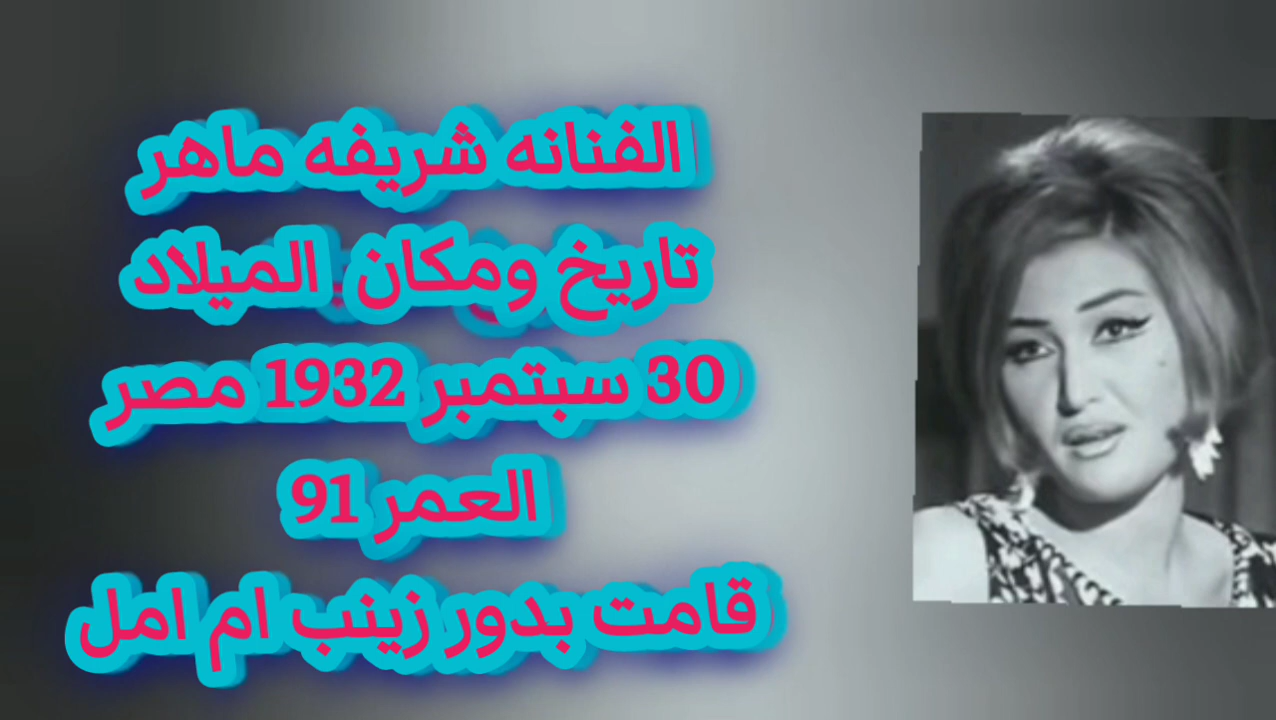 الفنانه شريفه ماهر
تاريخ ومكان الميلاد
30 سبتمبر 1932 مصر
العمر 91
قامت بدور زينب ام امل